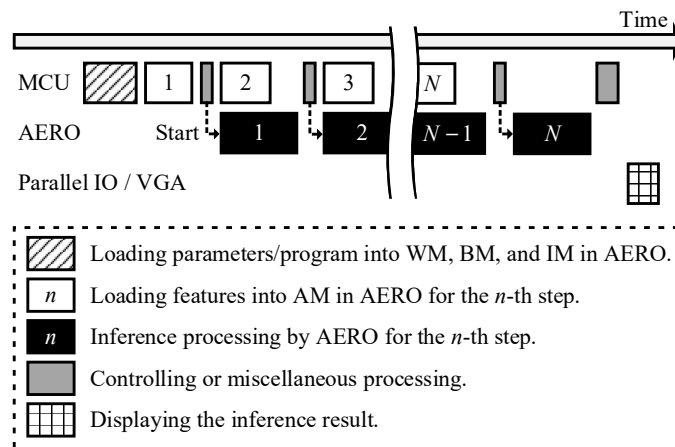 Time
MCU 1 2 3 N
AERO Start 1 2 N−1 N
Parallel IO / VGA
Loading parameters/program into WM, BM, and IM in AERO.
n Loading features into AM in AERO for the n-th step.
n Inference processing by AERO for the n-th step.
Controlling or miscellaneous processing.
Displaying the inference result.